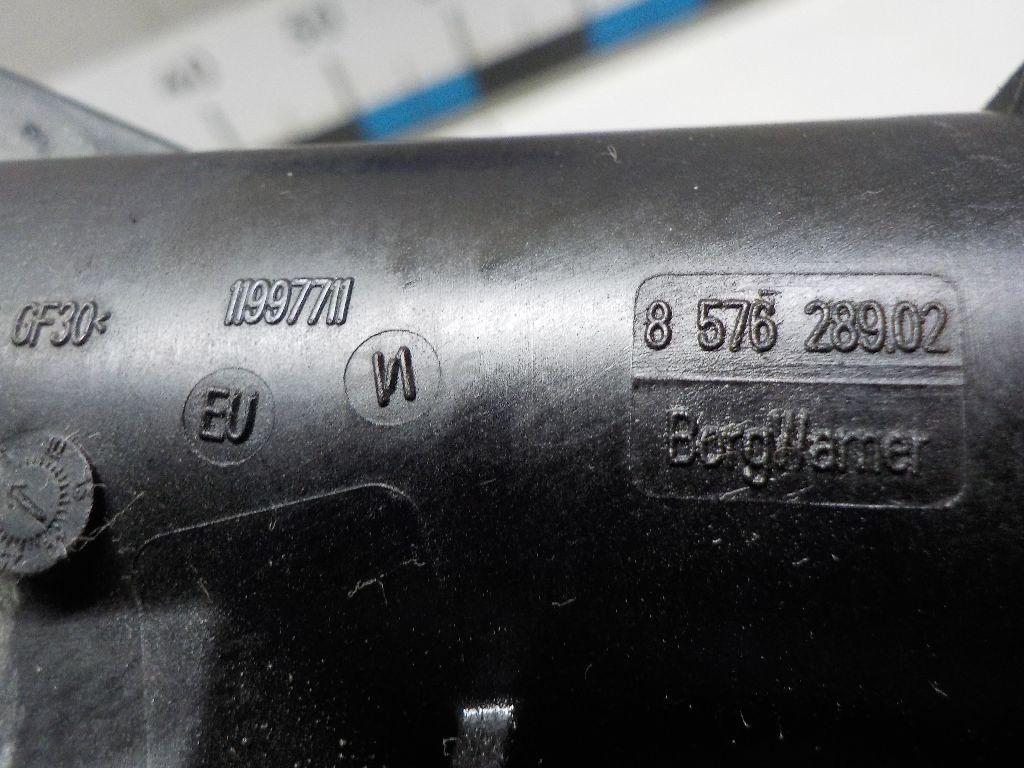 GF30<
11997711
EU
И
8 576 289.02
BorgWarner